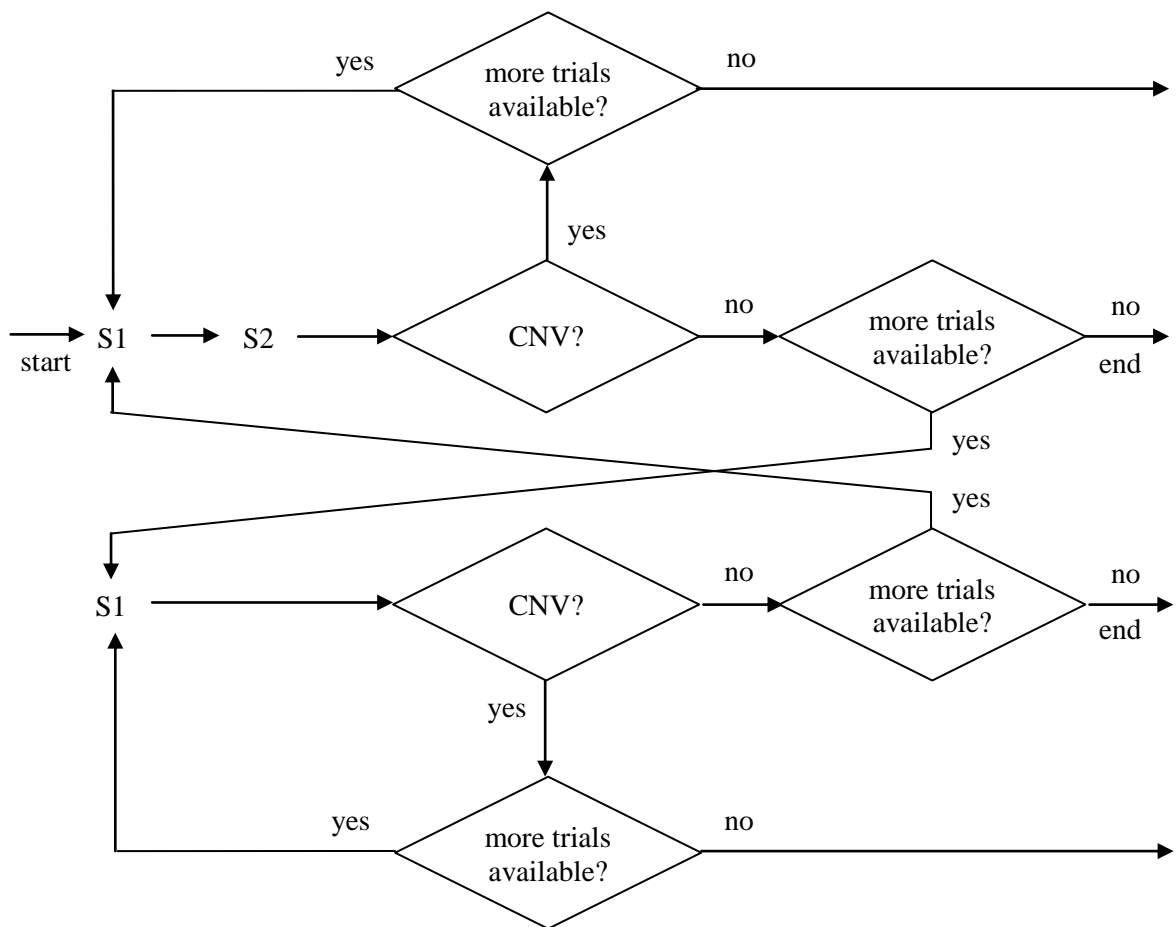 yes
more trials
available?
no
yes
start
S1
S2
CNV?
no
more trials
available?
no
end
yes
yes
S1
CNV?
no
more trials
available?
no
end
yes
yes
more trials
available?
no